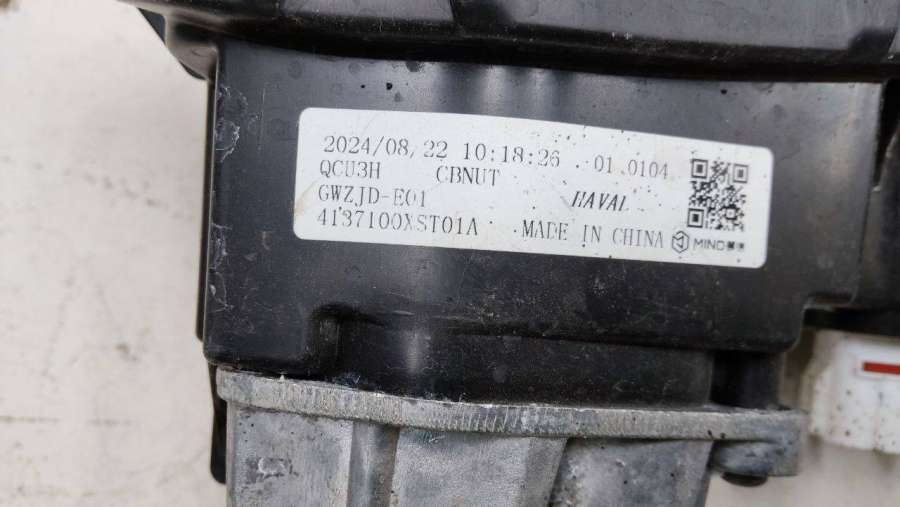 2024/08/22 10:18:26 01.0104
QCU3H CBNUT
GWZJD-E01 HAVAL
4137100XST01A MADE IN CHINA MIND